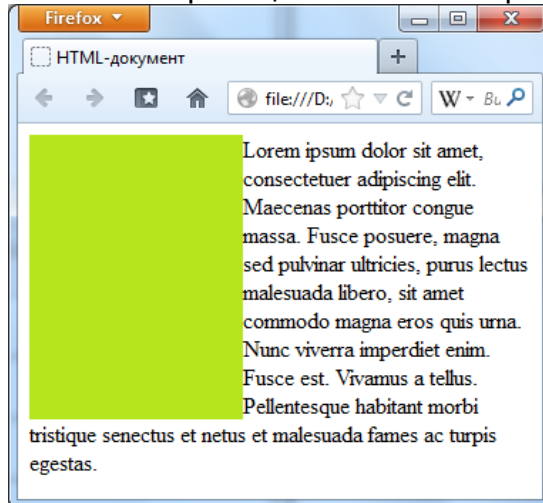 Firefox
HTML-документ
file:///D:/
W
Lorem ipsum dolor sit amet,
consectetuer adipiscing elit.
Maecenas porttitor congue
massa. Fusce posuere, magna
sed pulvinar ultricies, purus lectus
malesuada libero, sit amet
commodo magna eros quis urna.
Nunc viverra imperdiet enim.
Fusce est. Vivamus a tellus.
Pellentesque habitant morbi
tristique senectus et netus et malesuada fames ac turpis
egestas.